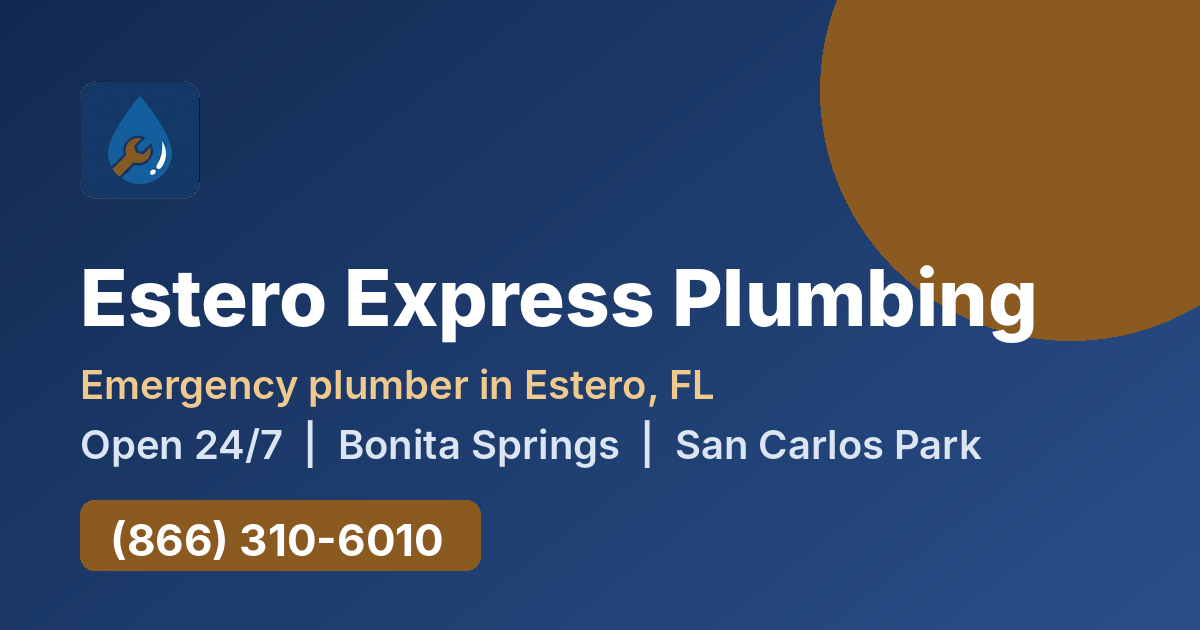 Estero Express Plumbing
Emergency plumber in Estero, FL
Open 24/7 | Bonita Springs | San Carlos Park
(866) 310-6010